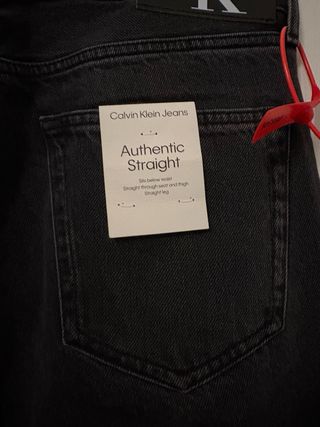 K
Calvin Klein Jeans
Authentic
Straight
Sits below waist
Straight through seat and thigh
Straight leg